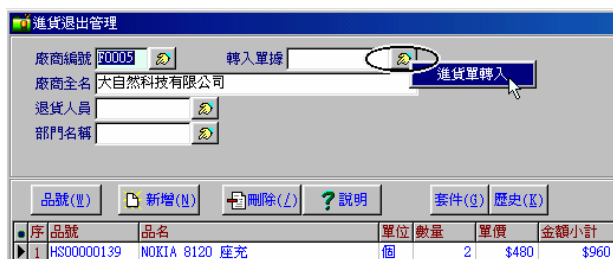 進貨退出管理
廠商編號 F0005 轉入單據
進貨單轉入
廠商全名 大自然科技有限公司
退貨人員
部門名稱
品號(W) 新增(N) 刪除(/) ?說明 套件(G) 歷史(K)
序 品號 品名 單位 數量 單價 金額小計
1 HS00000139 NOKIA 8120 座充 個 2 $480 $960